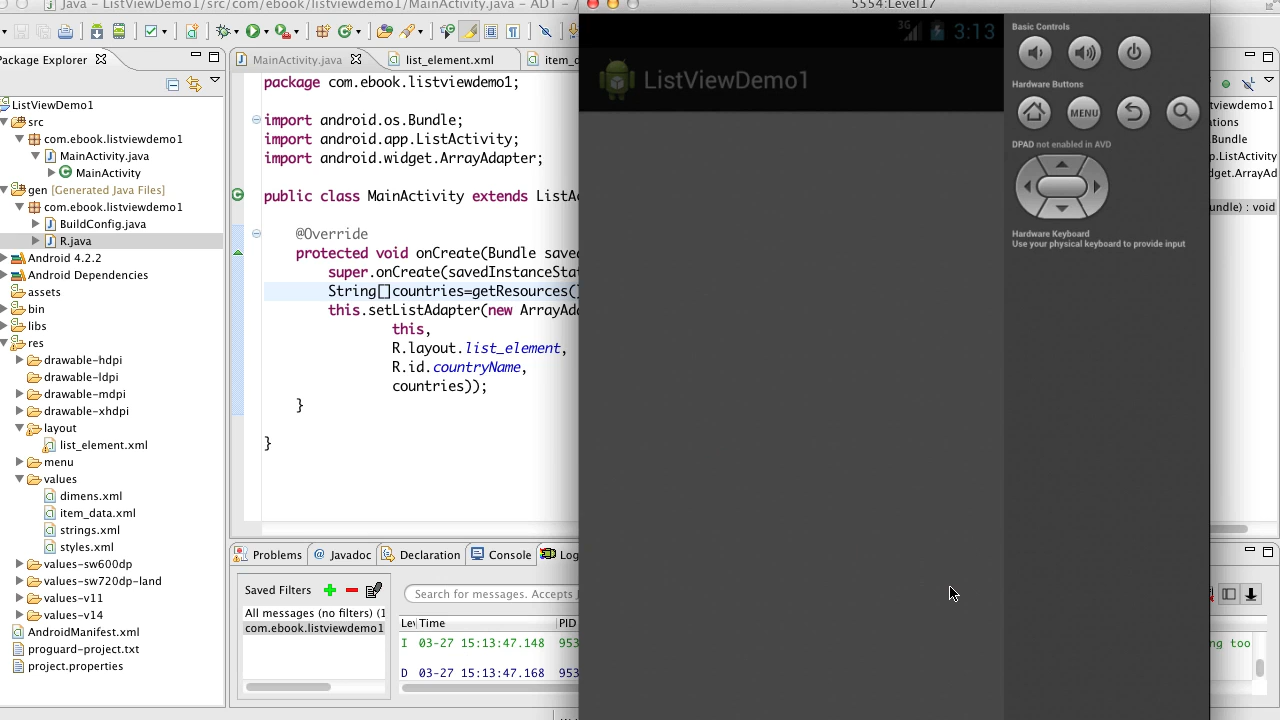 Java – ListViewDemo1/src/com/ebook/listviewdemo1/MainActivity.java – ADT –
5554:Level17
Package Explorer
MainActivity.java
list_element.xml
item_d
ListViewDemo1
src
com.ebook.listviewdemo1
MainActivity.java
MainActivity
gen [Generated Java Files]
com.ebook.listviewdemo1
BuildConfig.java
R.java
Android 4.2.2
Android Dependencies
assets
bin
libs
res
drawable-hdpi
drawable-ldpi
drawable-mdpi
drawable-xhdpi
layout
list_element.xml
menu
values
dimens.xml
item_data.xml
strings.xml
styles.xml
values-sw600dp
values-sw720dp-land
values-v11
values-v14
AndroidManifest.xml
proguard-project.txt
project.properties
package com.ebook.listviewdemo1;
import android.os.Bundle;
import android.app.ListActivity;
import android.widget.ArrayAdapter;
public class MainActivity extends ListAc
@Override
protected void onCreate(Bundle save
super.onCreate(savedInstanceSta
String[]countries=getResources()
this.setListAdapter(new ArrayAda
this,
R.layout.list_element,
R.id.countryName,
countries));
}
}
Problems
@ Javadoc
Declaration
Console
Log
Saved Filters
All messages (no filters) (1
com.ebook.listviewdemo1
Search for messages. Accepts J
Lev Time PID
I 03-27 15:13:47.148 953
D 03-27 15:13:47.168 953
3G 3:13
ListViewDemo1
Basic Controls
Hardware Buttons
MENU
DPAD not enabled in AVD
Hardware Keyboard
Use your physical keyboard to provide input
tviewdemo1
ations
.Bundle
p.ListActivity
dget.ArrayAd
undle) : void
ng too